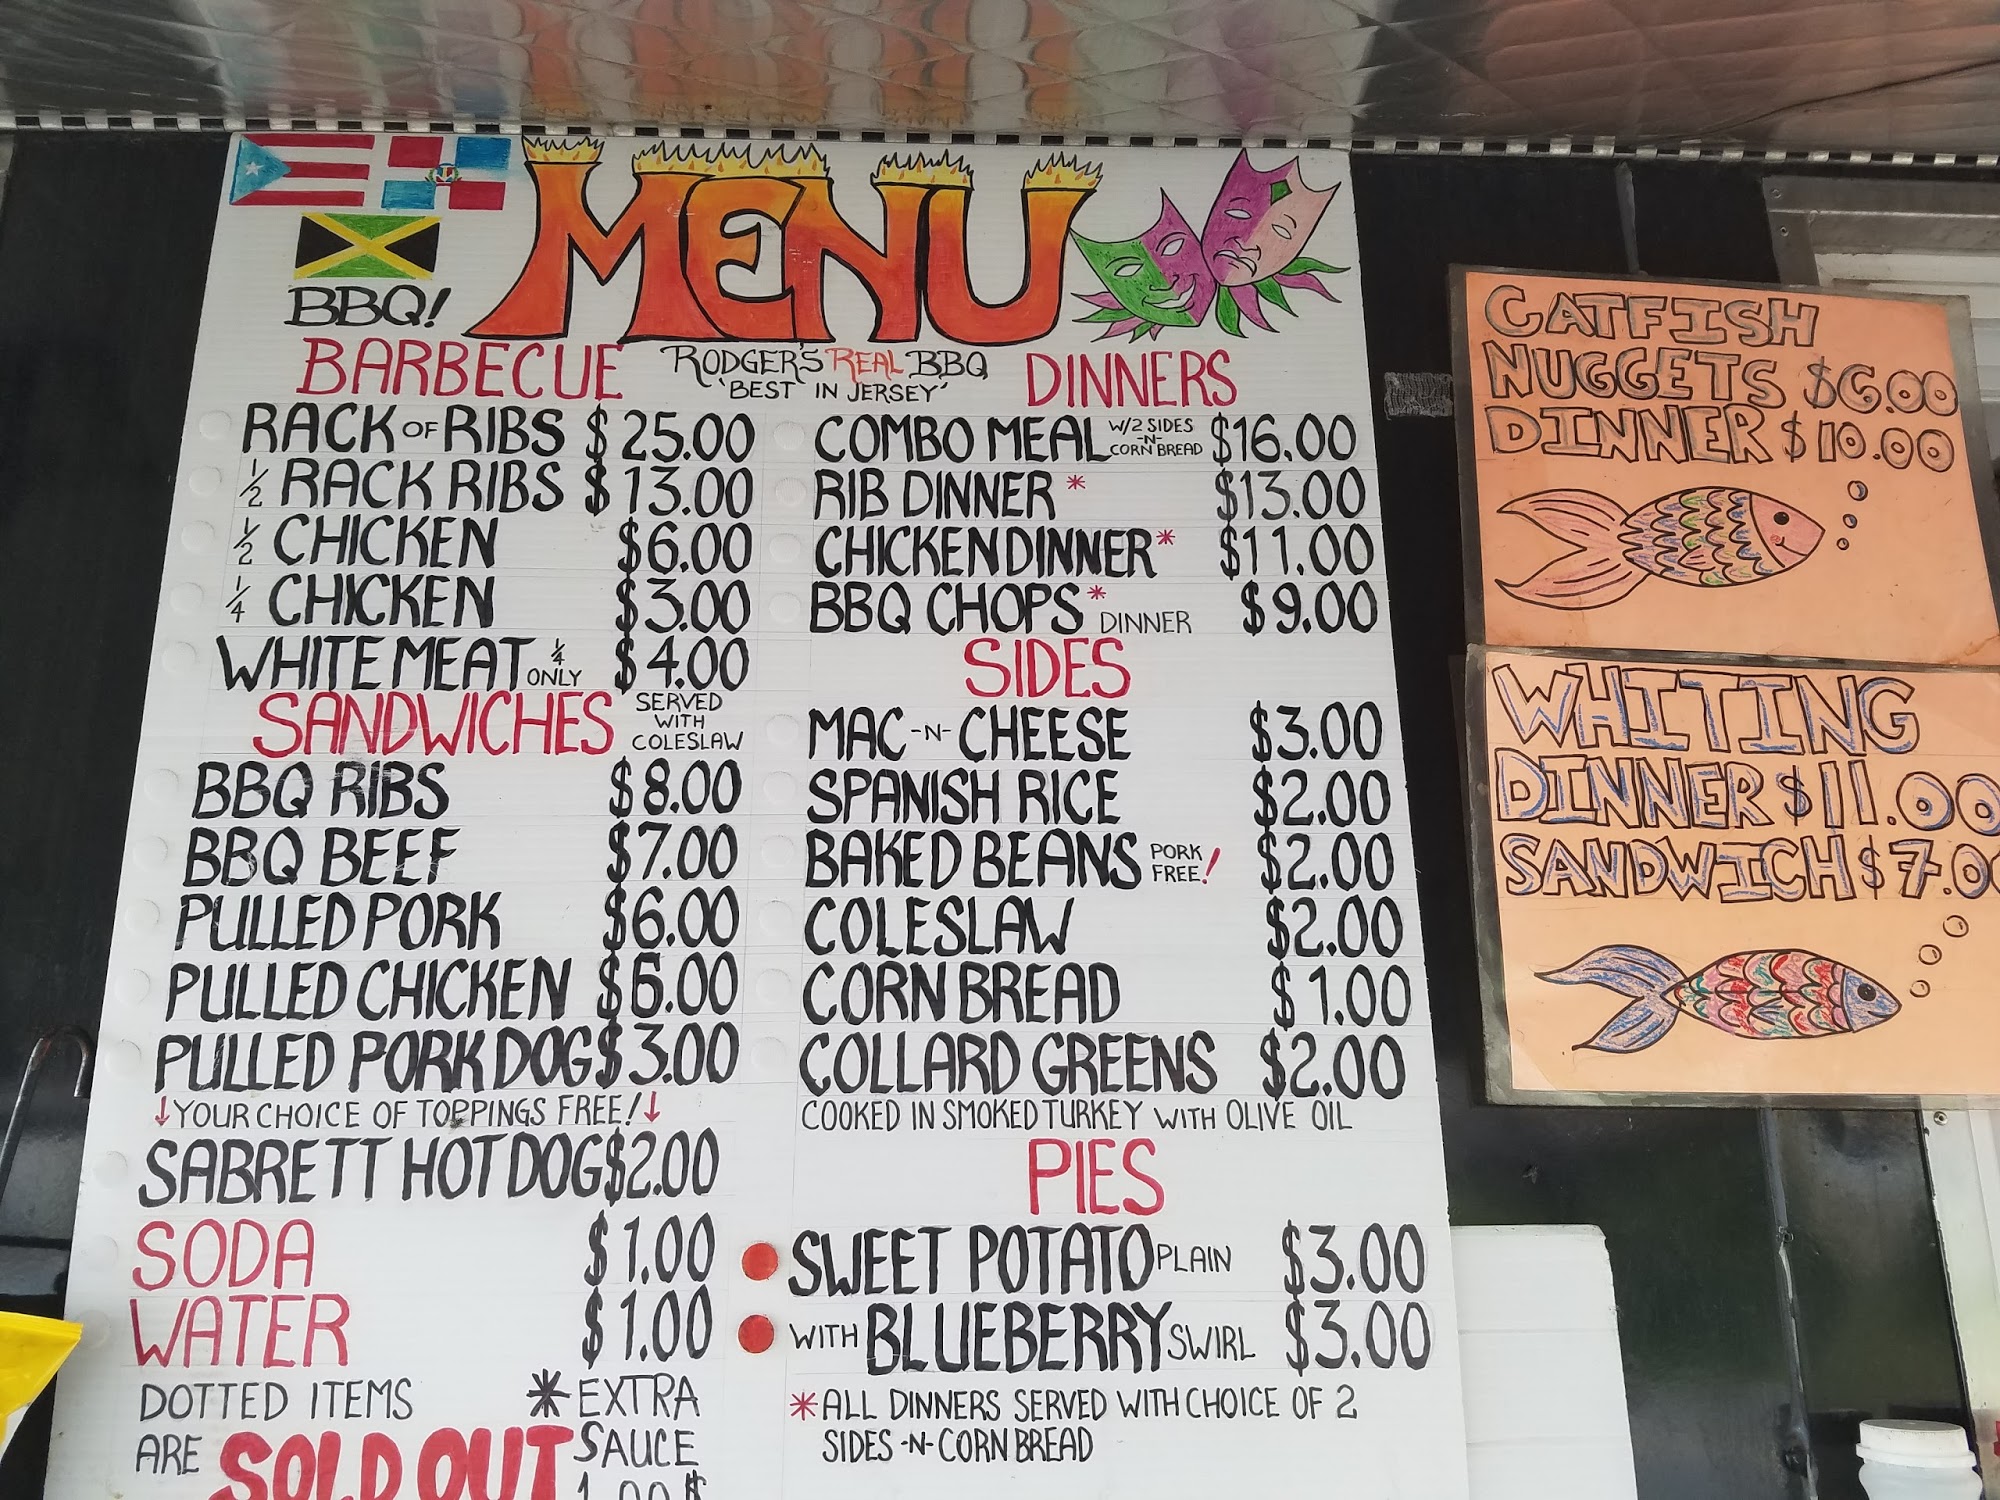 MENU
BBQ!
RODGER'S REAL BBQ
'BEST' IN JERSEY'
BARBECUE
RACK OF RIBS $25.00
1/2 RACK RIBS $13.00
1/2 CHICKEN $6.00
1/4 CHICKEN $3.00
WHITE MEAT 1/4 ONLY $4.00
SANDWICHES SERVED WITH COLESLAW
BBQ RIBS $8.00
BBQ BEEF $7.00
PULLED PORK $6.00
PULLED CHICKEN $5.00
PULLED PORK DOG $3.00
↓YOUR CHOICE OF TOPPINGS FREE!↓
SABRETT HOT DOG $2.00
SODA $1.00
WATER $1.00
DOTTED ITEMS
ARE SOLD OUT
*EXTRA
SAUCE
1.00 $
DINNERS
COMBO MEAL W/2 SIDES -N- CORN BREAD $16.00
RIB DINNER* $13.00
CHICKEN DINNER* $11.00
BBQ CHOPS* DINNER $9.00
SIDES
MAC -N- CHEESE $3.00
SPANISH RICE $2.00
BAKED BEANS PORK FREE! $2.00
COLESLAW $2.00
CORN BREAD $1.00
COLLARD GREENS $2.00
COOKED IN SMOKED TURKEY WITH OLIVE OIL
PIES
SWEET POTATO PLAIN $3.00
WITH BLUEBERRY SWIRL $3.00
*ALL DINNERS SERVED WITH CHOICE OF 2
SIDES -N- CORN BREAD
CATFISH
NUGGETS $6.00
DINNER $10.00
WHITING
DINNER $11.00
SANDWICH $7.00